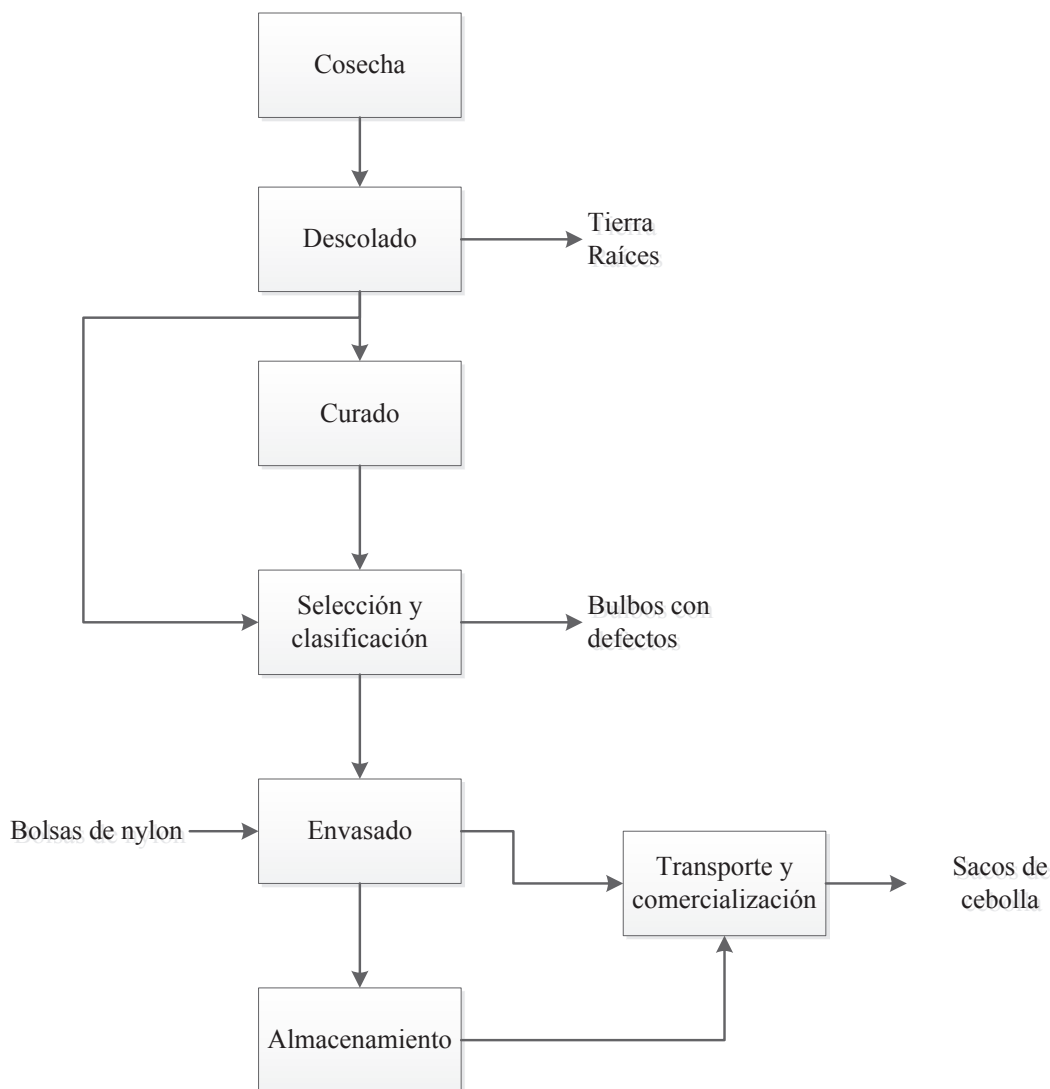 Cosecha
Descolado
Tierra
Raíces
Curado
Selección y
clasificación
Bulbos con
defectos
Bolsas de nylon
Envasado
Transporte y
comercialización
Sacos de
cebolla
Almacenamiento